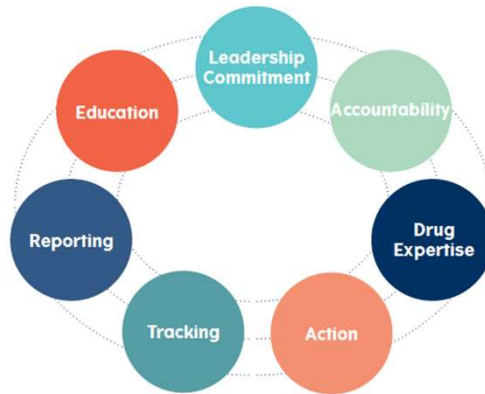 Leadership
Commitment
Accountability
Drug
Expertise
Action
Tracking
Reporting
Education